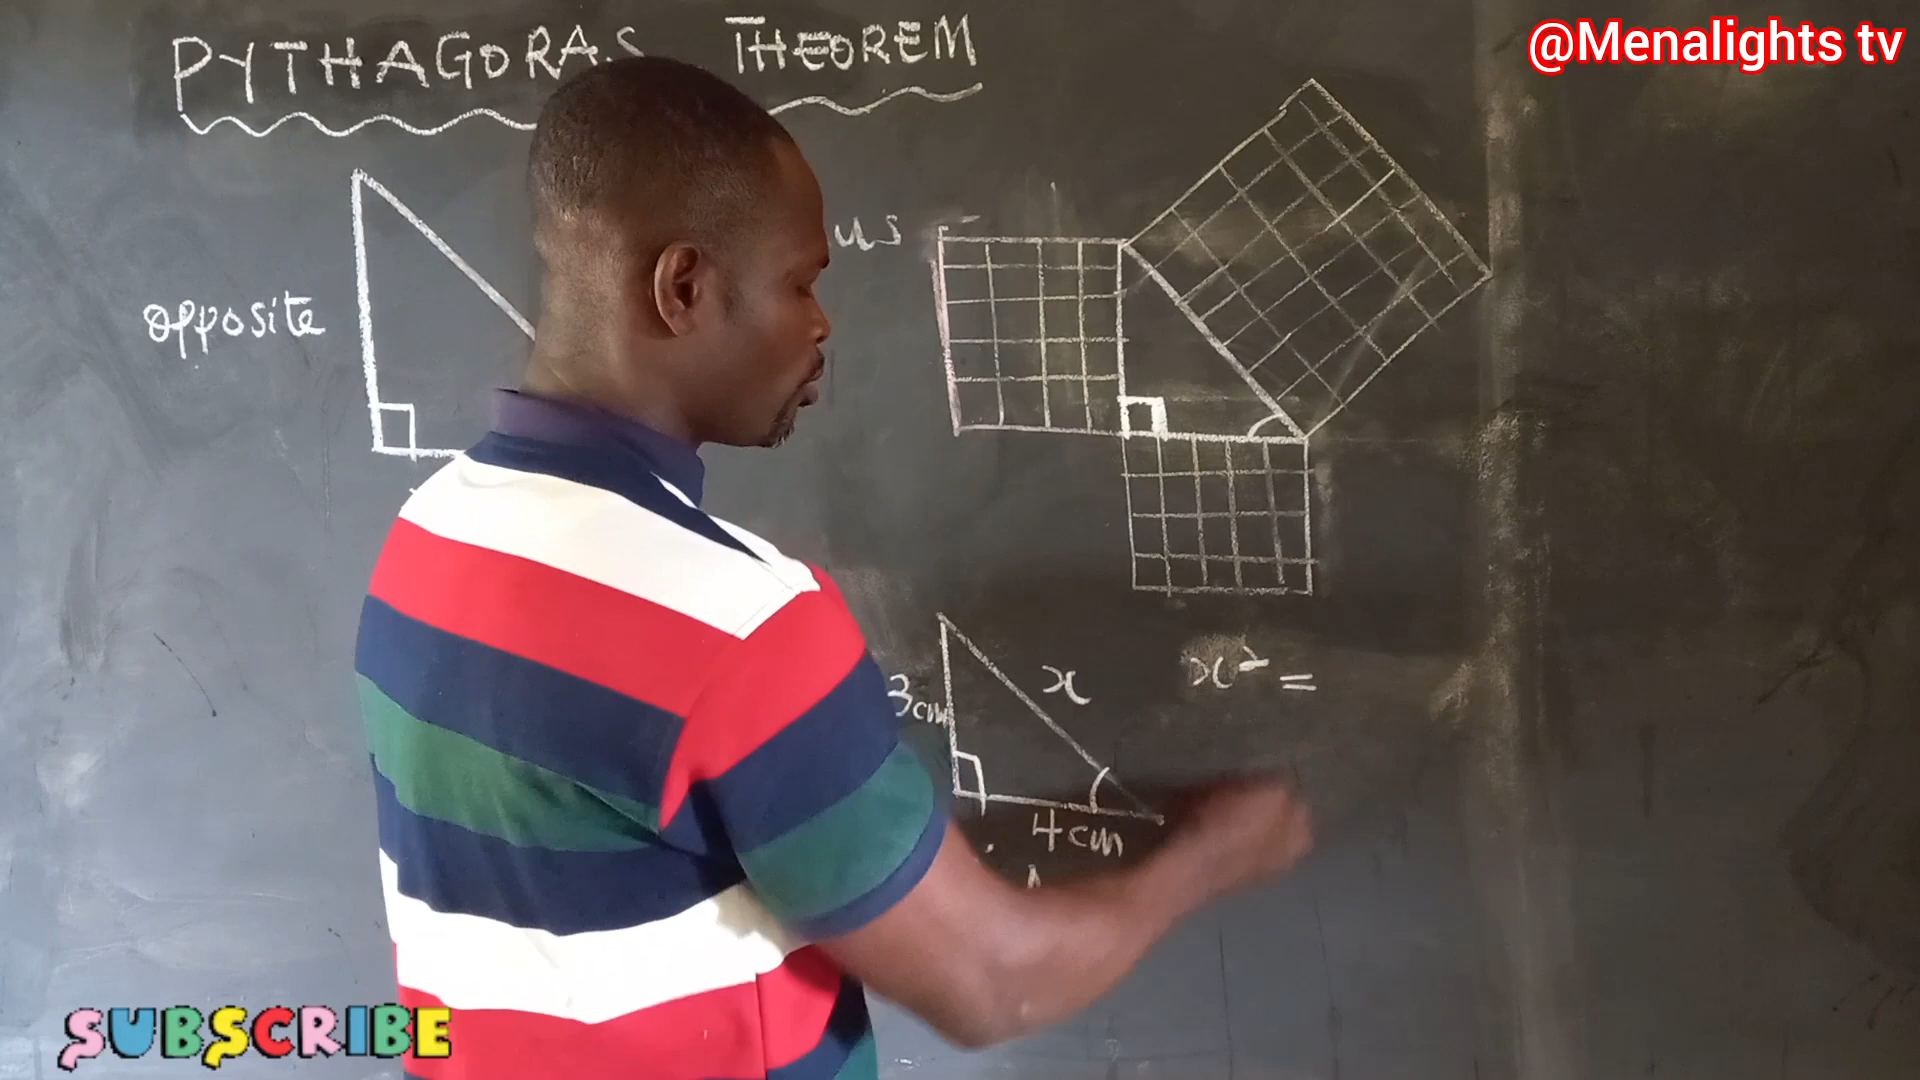 @Menalights tv
PYTHAGORAS THEOREM
us
opposite
3cm
x
x² =
4cm
SUBSCRIBE